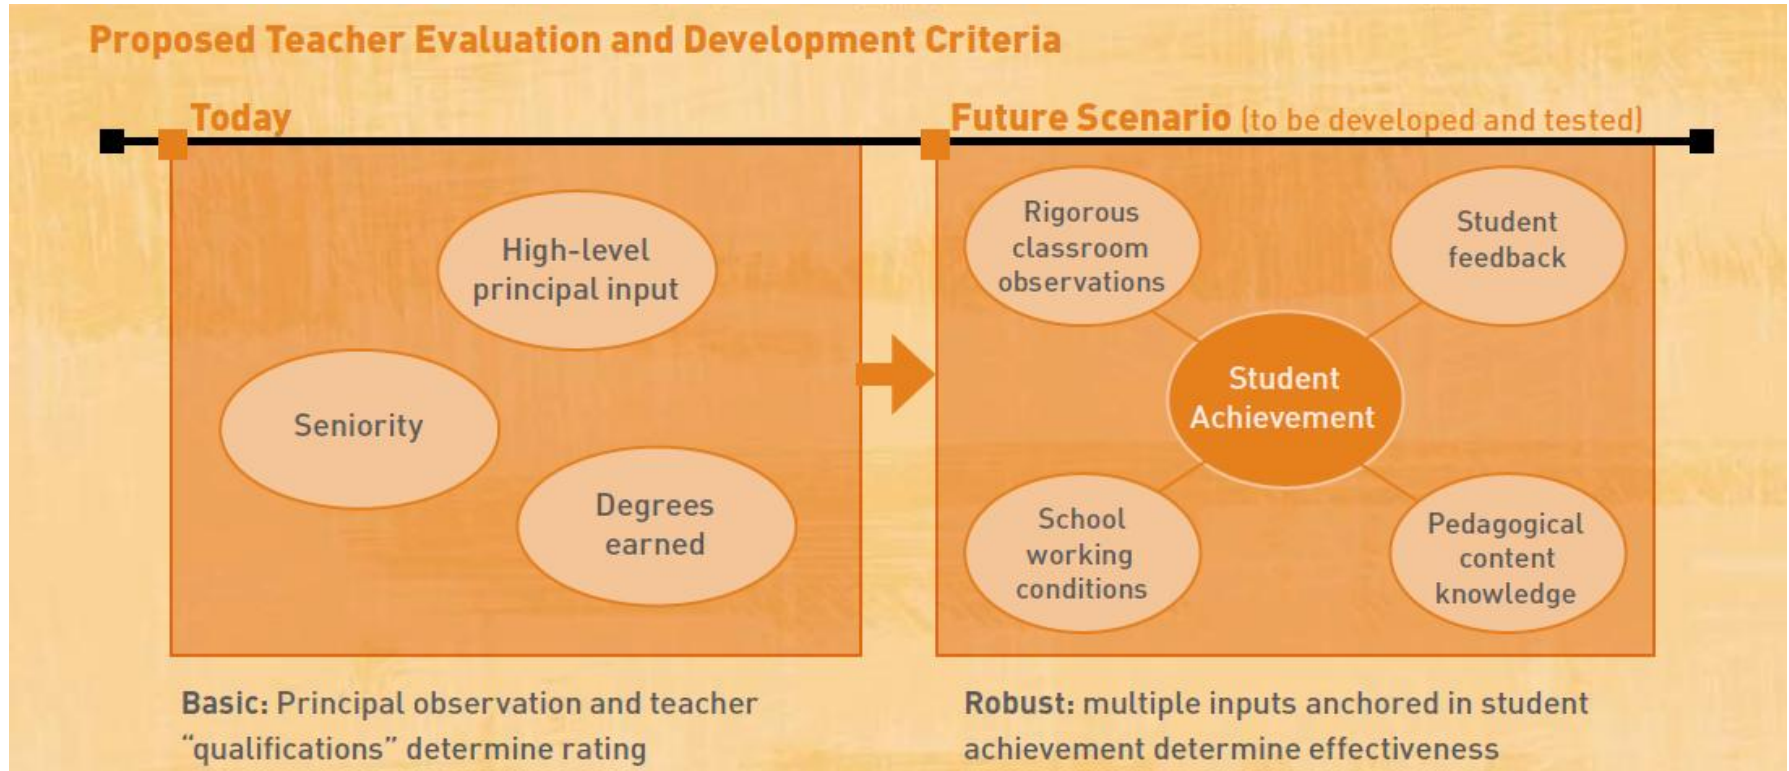 Proposed Teacher Evaluation and Development Criteria
Today
High-level
principal input
Seniority
Degrees
earned
Basic: Principal observation and teacher
“qualifications” determine rating
Future Scenario (to be developed and tested)
Rigorous
classroom
observations
Student
feedback
Student
Achievement
School
working
conditions
Pedagogical
content
knowledge
Robust: multiple inputs anchored in student
achievement determine effectiveness